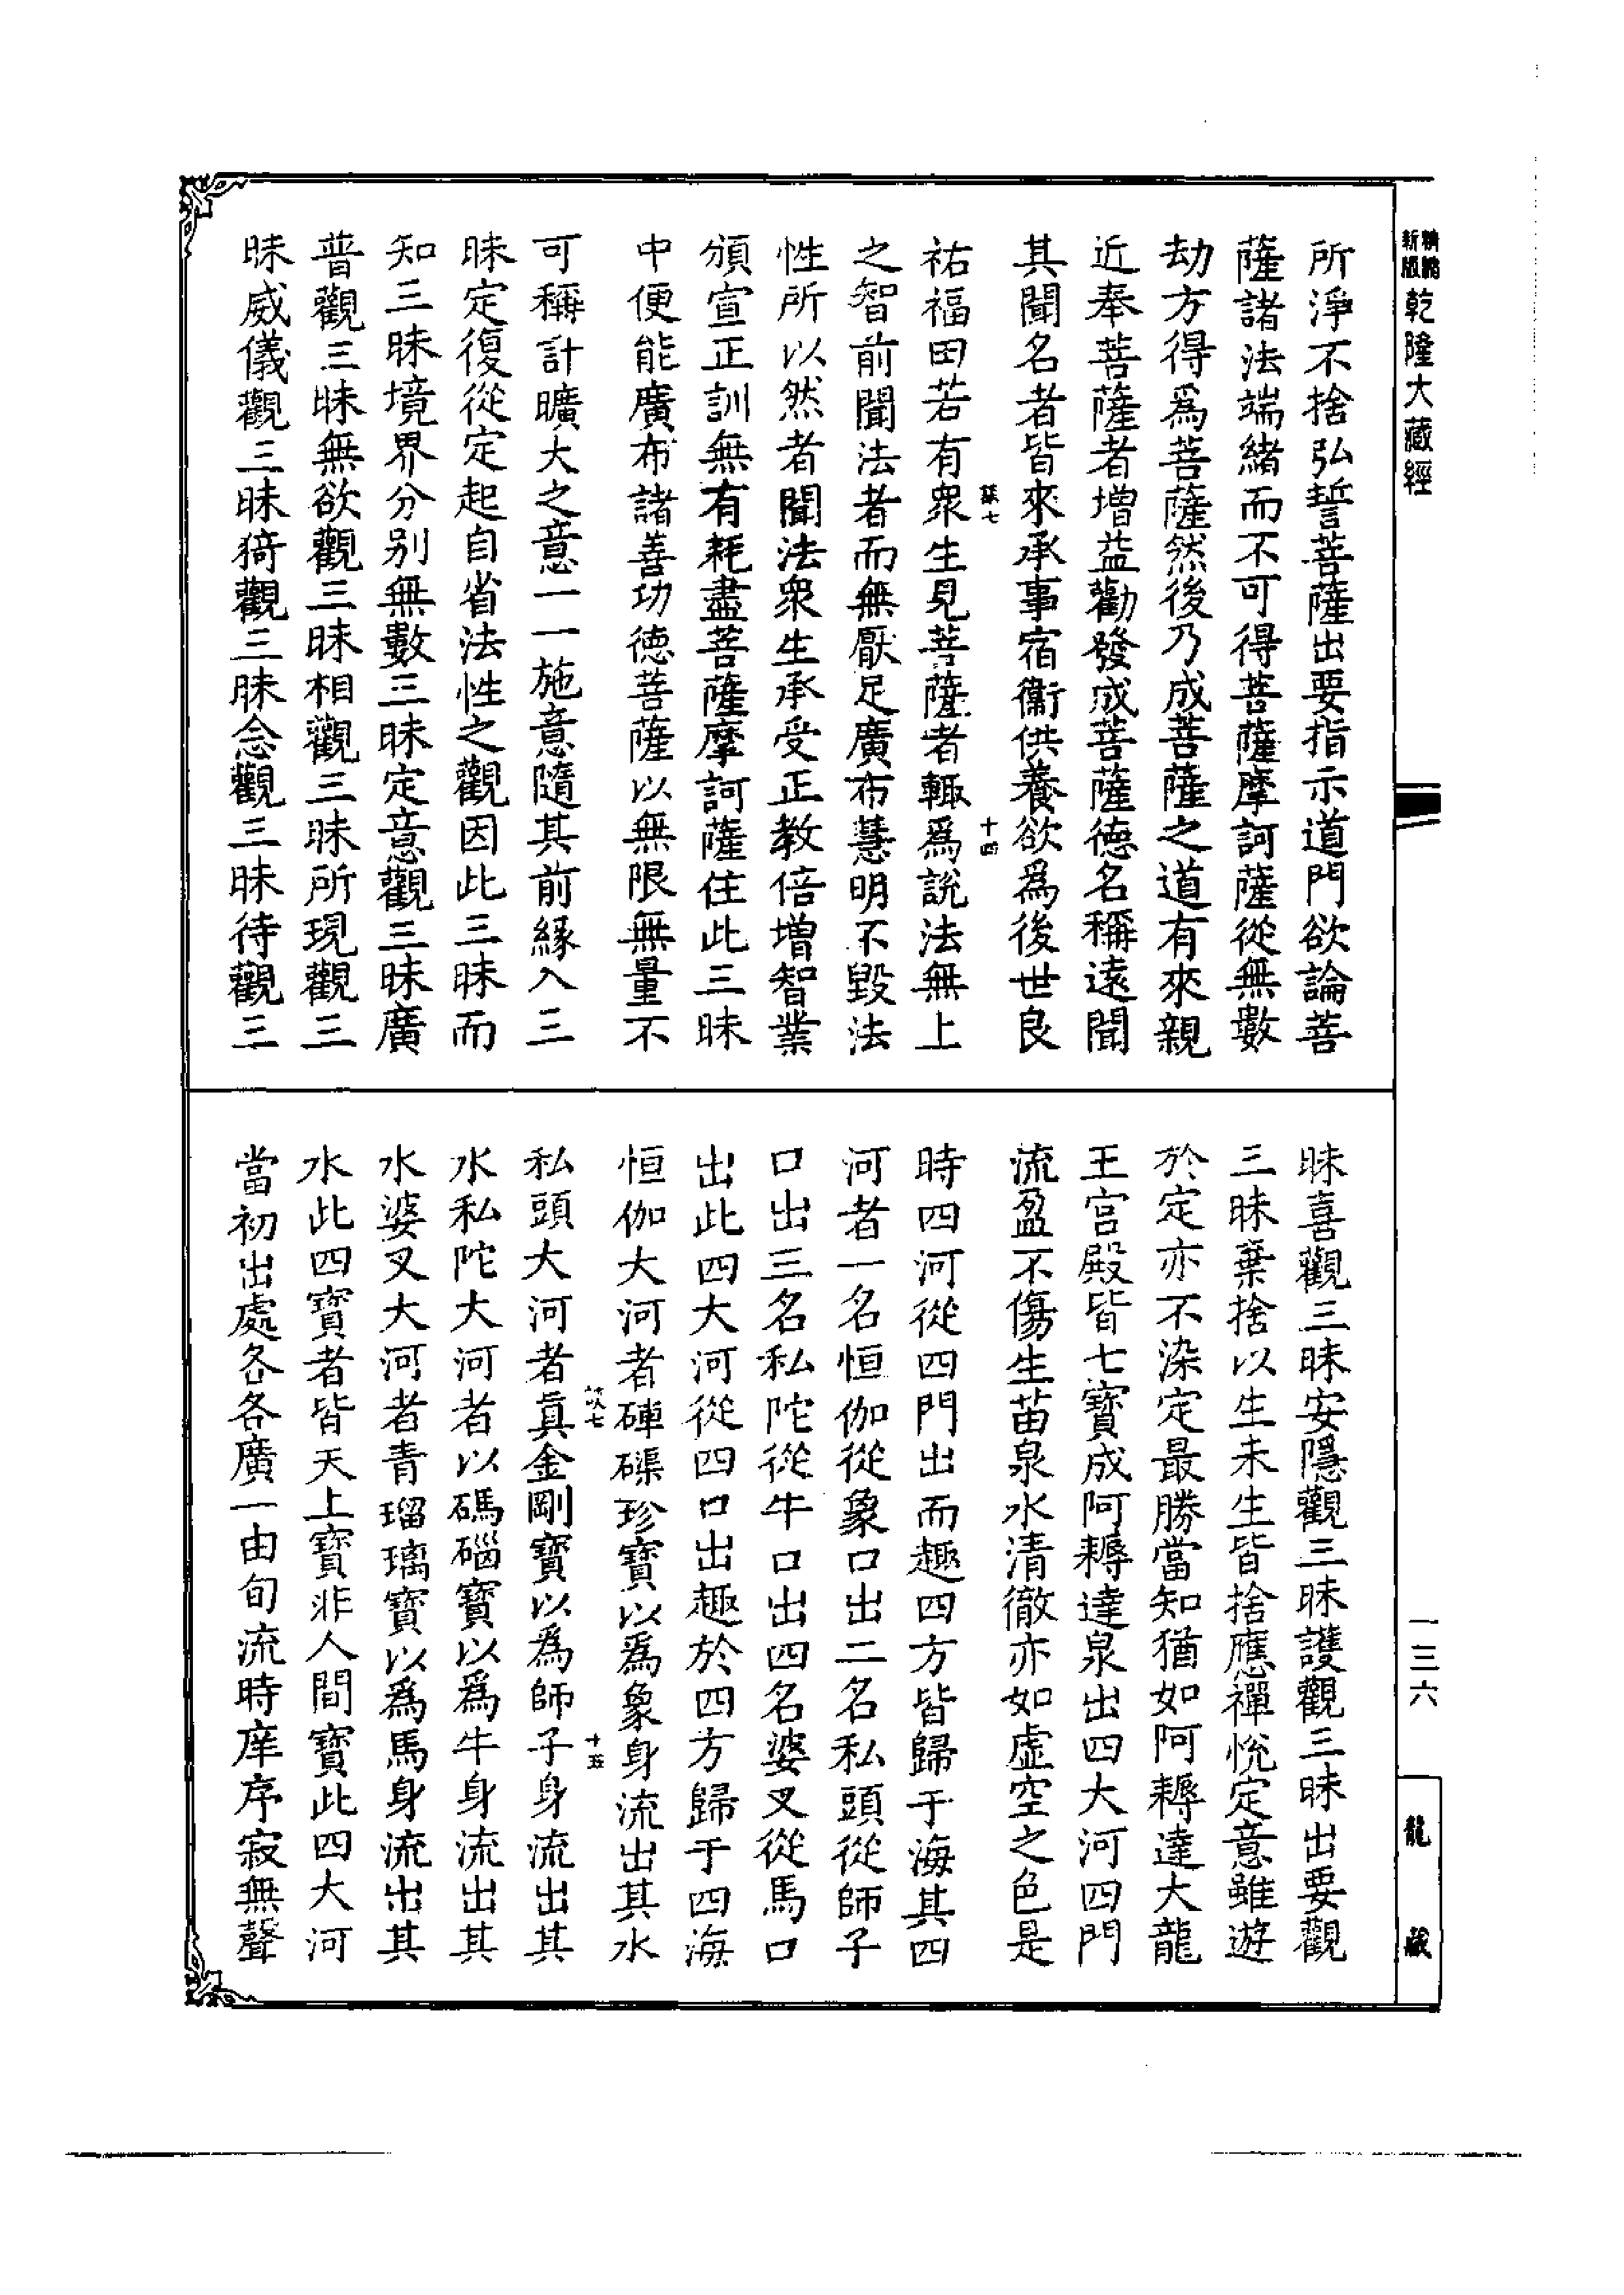 新版
乾隆大藏經
所淨不捨弘誓菩薩出要指示道門欲論菩
薩諸法端緒而不可得菩薩摩訶薩從無數
劫方得爲菩薩然後乃成菩薩之道有來親
近奉菩薩者增益勸發成菩薩德名稱遠聞
其聞名者皆來承事宿衞供養欲爲後世良
十四
祐福田若有衆生見菩薩者輙爲說法無上
之智前聞法者而無厭足廣布慧明不毀法
性所以然者聞法衆生承受正教倍增智業
頒宣正訓無有耗盡菩薩摩訶薩住此三昧
中便能廣布諸善功德菩薩以無限無量不
可稱計曠大之意一一施意隨其前緣入三
昧定復從定起自省法性之觀因此三昧而
知三昧境界分別無數三昧定意觀三昧廣
普觀三昧無欲觀三昧相觀三昧所現觀三
昧威儀觀三昧猗觀三昧念觀三昧待觀三
昧喜觀三昧安隱觀三昧護觀三昧出要觀
三昧棄捨以生未生皆捨應禪悅定意雖遊
於定亦不染定最勝當知猶如阿耨達大龍
王宮殿皆七寶成阿耨達泉出四大河四門
流盈不傷生苗泉水清徹亦如虛空之色是
時四河從四門出而趣四方皆歸于海其四
河者一名恒伽從象口出二名私頭從師子
口出三名私陀從牛口出四名婆叉從馬口
出此四大河從四口出趣於四方歸于四海
恒伽大河者硨磲珍寶以爲象身流出其水
十五
私頭大河者真金剛寶以爲師子身流出其
水私陀大河者以碼碯寶以爲牛身流出其
水婆叉大河者青瑠璃寶以爲馬身流出其
水此四寶者皆天上寶非人間寶此四大河
當初出處各各廣一由旬流時庠序寂無聲
一三六
龍藏